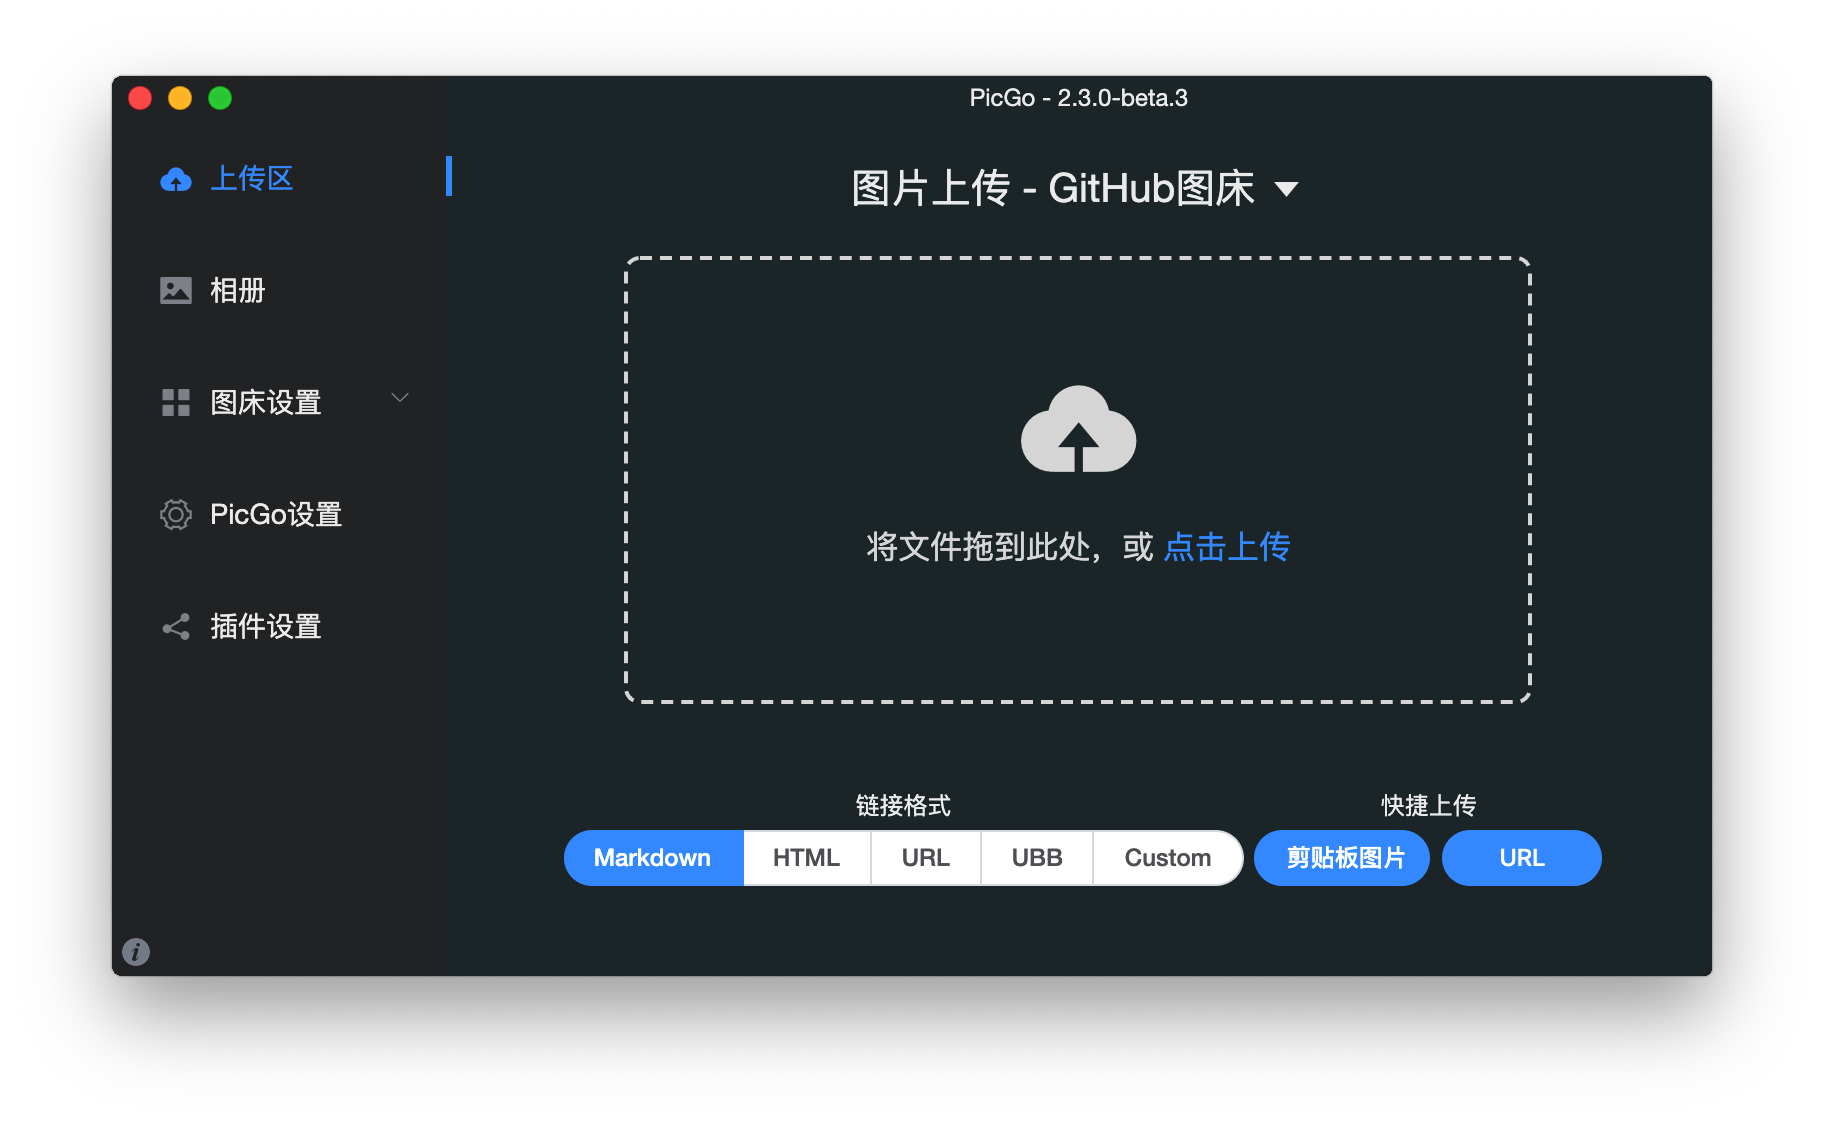 PicGo - 2.3.0-beta.3
上传区
相册
图床设置
PicGo设置
插件设置
图片上传 - GitHub图床
将文件拖到此处，或 点击上传
链接格式
Markdown
HTML
URL
UBB
Custom
快捷上传
剪贴板图片
URL
i